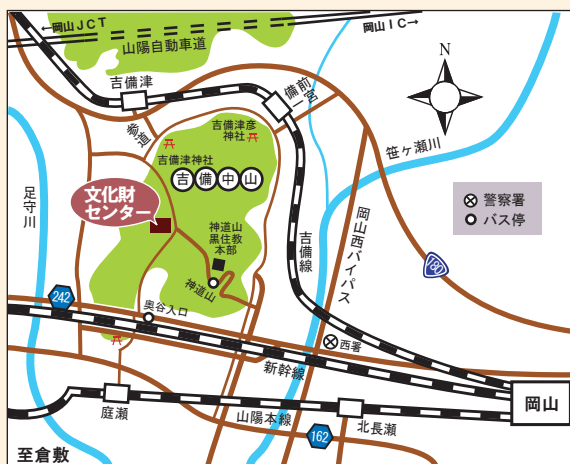 ←岡山JCT
岡山IC→
山陽自動車道
N
吉備津
備前
一宮
参道
吉備津彦
神社
吉備津神社
吉備中山
笹ヶ瀬川
足守川
文化財
センター
神道山
黒住教
本部
神道山
吉備線
岡山西バイパス
警察署
バス停
180
242
奥谷入口
西署
新幹線
岡山
庭瀬
山陽本線
北長瀬
162
至倉敷